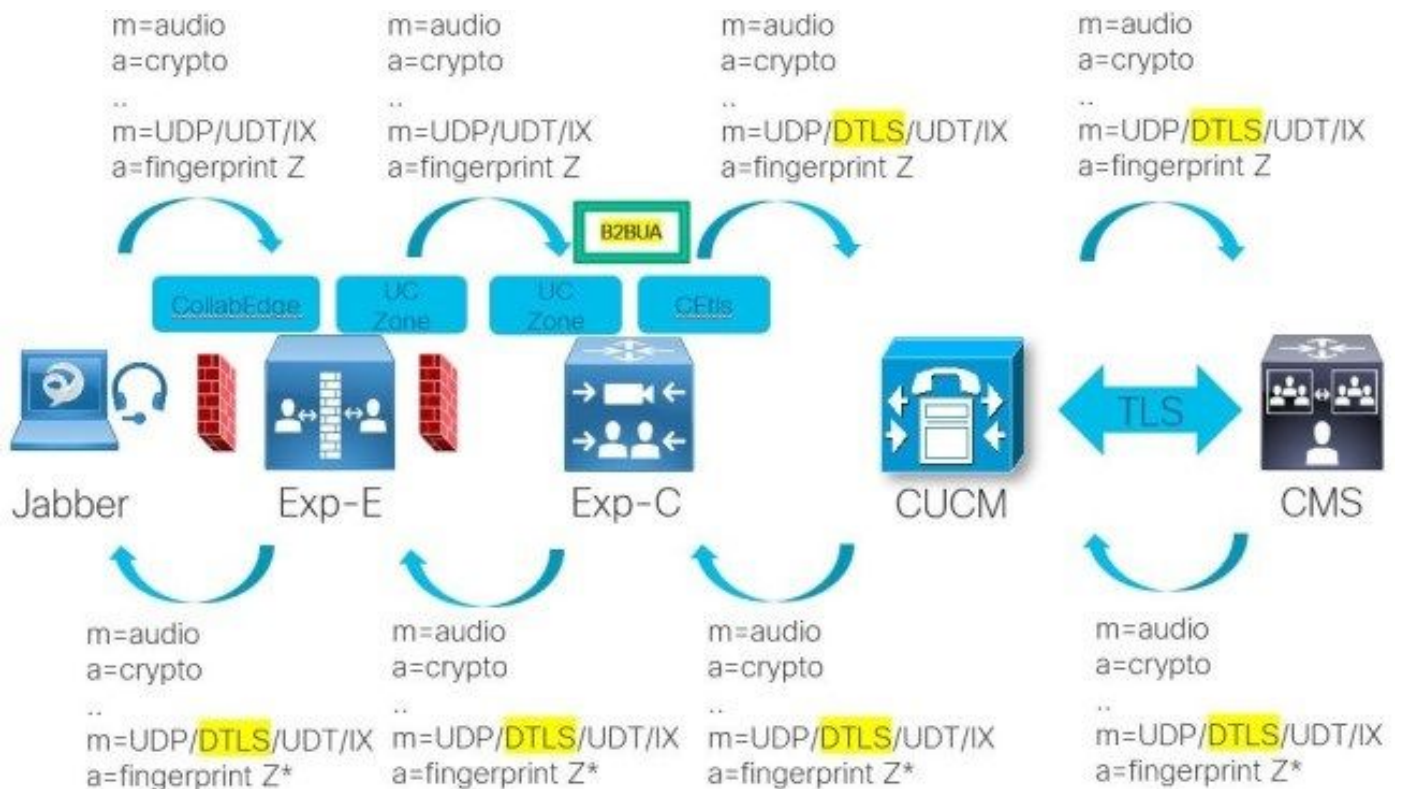 m=audio
a=crypto
..
m=UDP/UDT/IX
a=fingerprint Z
m=audio
a=crypto
..
m=UDP/UDT/IX
a=fingerprint Z
m=audio
a=crypto
..
m=UDP/DTLS/UDT/IX
a=fingerprint Z
m=audio
a=crypto
..
m=UDP/DTLS/UDT/IX
a=fingerprint Z
B2BUA
CollabEdge
UC
Zone
UC
Zone
CEtls
TLS
Jabber
Exp-E
Exp-C
CUCM
CMS
m=audio
a=crypto
..
m=UDP/DTLS/UDT/IX
a=fingerprint Z*
m=audio
a=crypto
..
m=UDP/DTLS/UDT/IX
a=fingerprint Z*
m=audio
a=crypto
..
m=UDP/DTLS/UDT/IX
a=fingerprint Z*
m=audio
a=crypto
..
m=UDP/DTLS/UDT/IX
a=fingerprint Z*